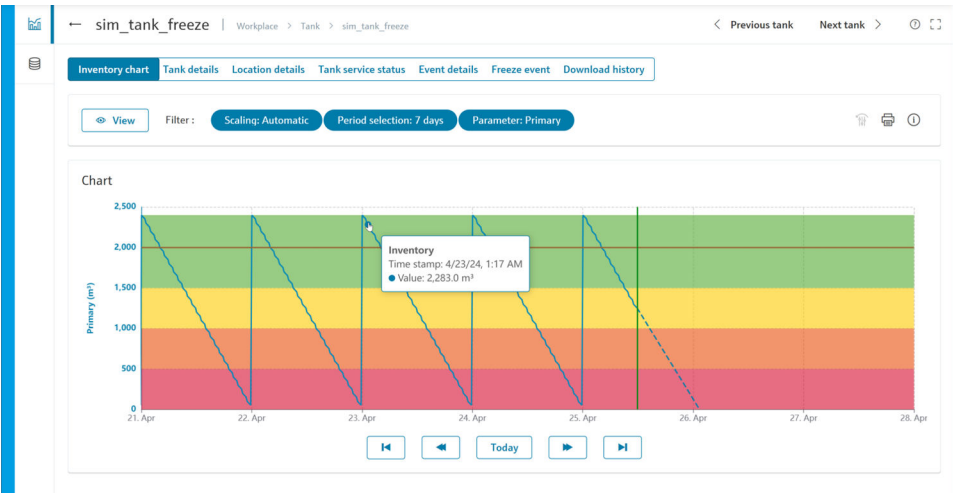 ← sim_tank_freeze | Workplace > Tank > sim_tank_freeze < Previous tank Next tank >
Inventory chart Tank details Location details Tank service status Event details Freeze event Download history
View Filter : Scaling: Automatic Period selection: 7 days Parameter: Primary
Chart
Primary (m³)
2,500
2,000
1,500
1,000
500
0
Inventory
Time stamp: 4/23/24, 1:17 AM
Value: 2,283.0 m³
21. Apr 22. Apr 23. Apr 24. Apr 25. Apr 26. Apr 27. Apr 28. Apr
Today